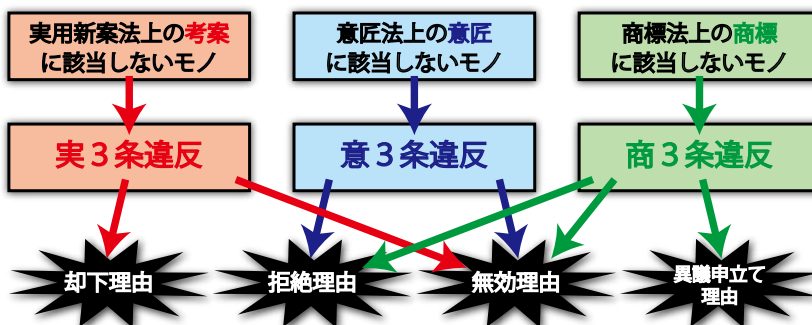 実用新案法上の考案
に該当しないモノ
意匠法上の意匠
に該当しないモノ
商標法上の商標
に該当しないモノ
実３条違反
意３条違反
商３条違反
却下理由
拒絶理由
無効理由
異議申立て
理由